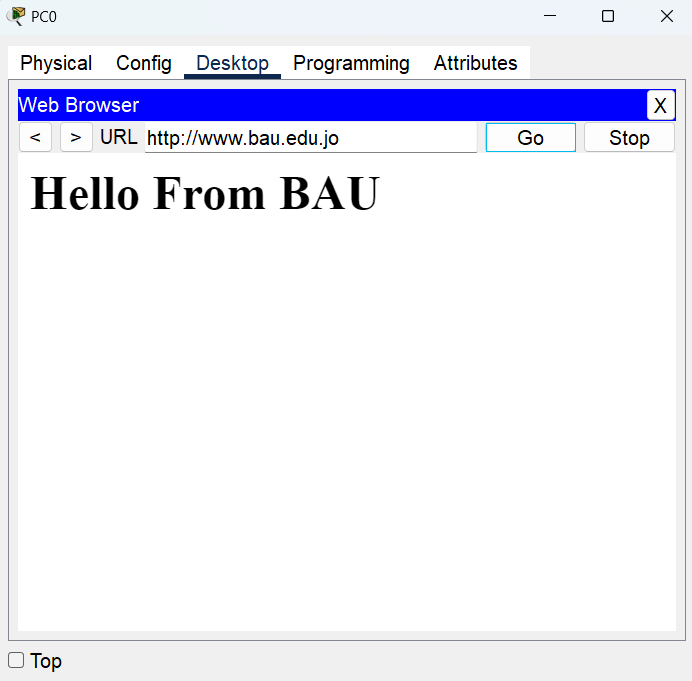 PC0
Physical Config Desktop Programming Attributes
Web Browser X
< > URL http://www.bau.edu.jo Go Stop
Hello From BAU
Top